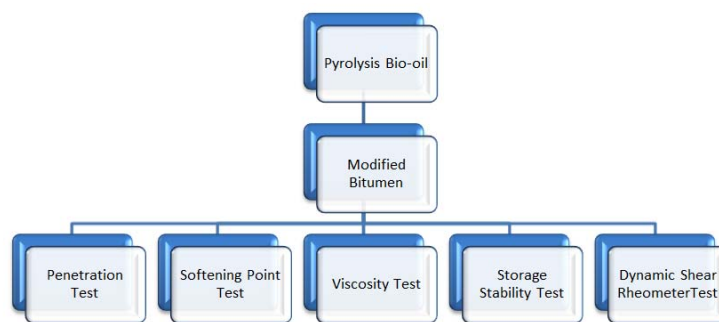 Pyrolysis Bio-oil
Modified
Bitumen
Penetration
Test
Softening Point
Test
Viscosity Test
Storage
Stability Test
Dynamic Shear
RheometerTest